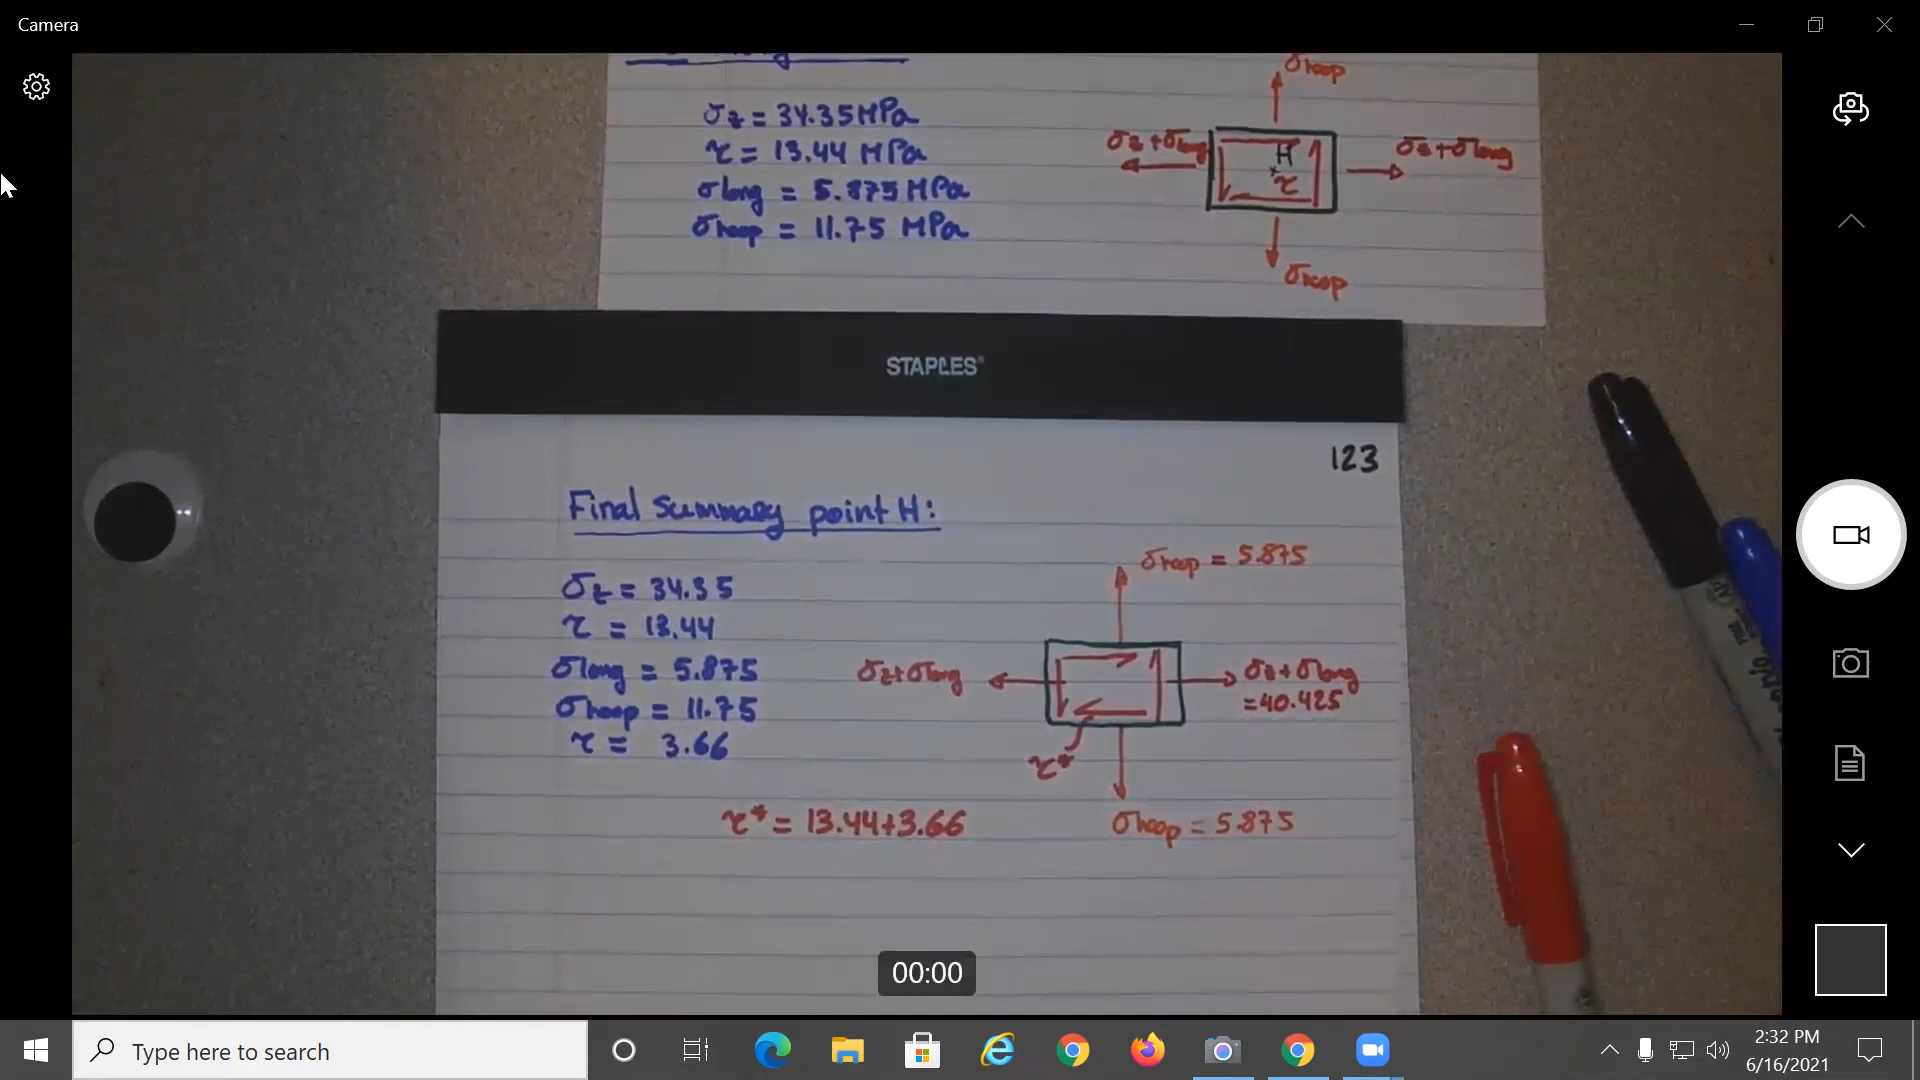 Camera
σhoop
σz = 34.35 MPa
τ = 13.44 MPa
σlong = 5.875 MPa
σhoop = 11.75 MPa
σz+σlong
H
τ
σz+σlong
σhoop
STAPLES
123
Final Summary point H:
σz = 34.35
τ = 13.44
σlong = 5.875
σhoop = 11.75
τ = 3.66
σhoop = 5.875
σz+σlong
σz+σlong
=40.425
τ*
τ* = 13.44+3.66
σhoop = 5.875
00:00
Type here to search
2:32 PM
6/16/2021